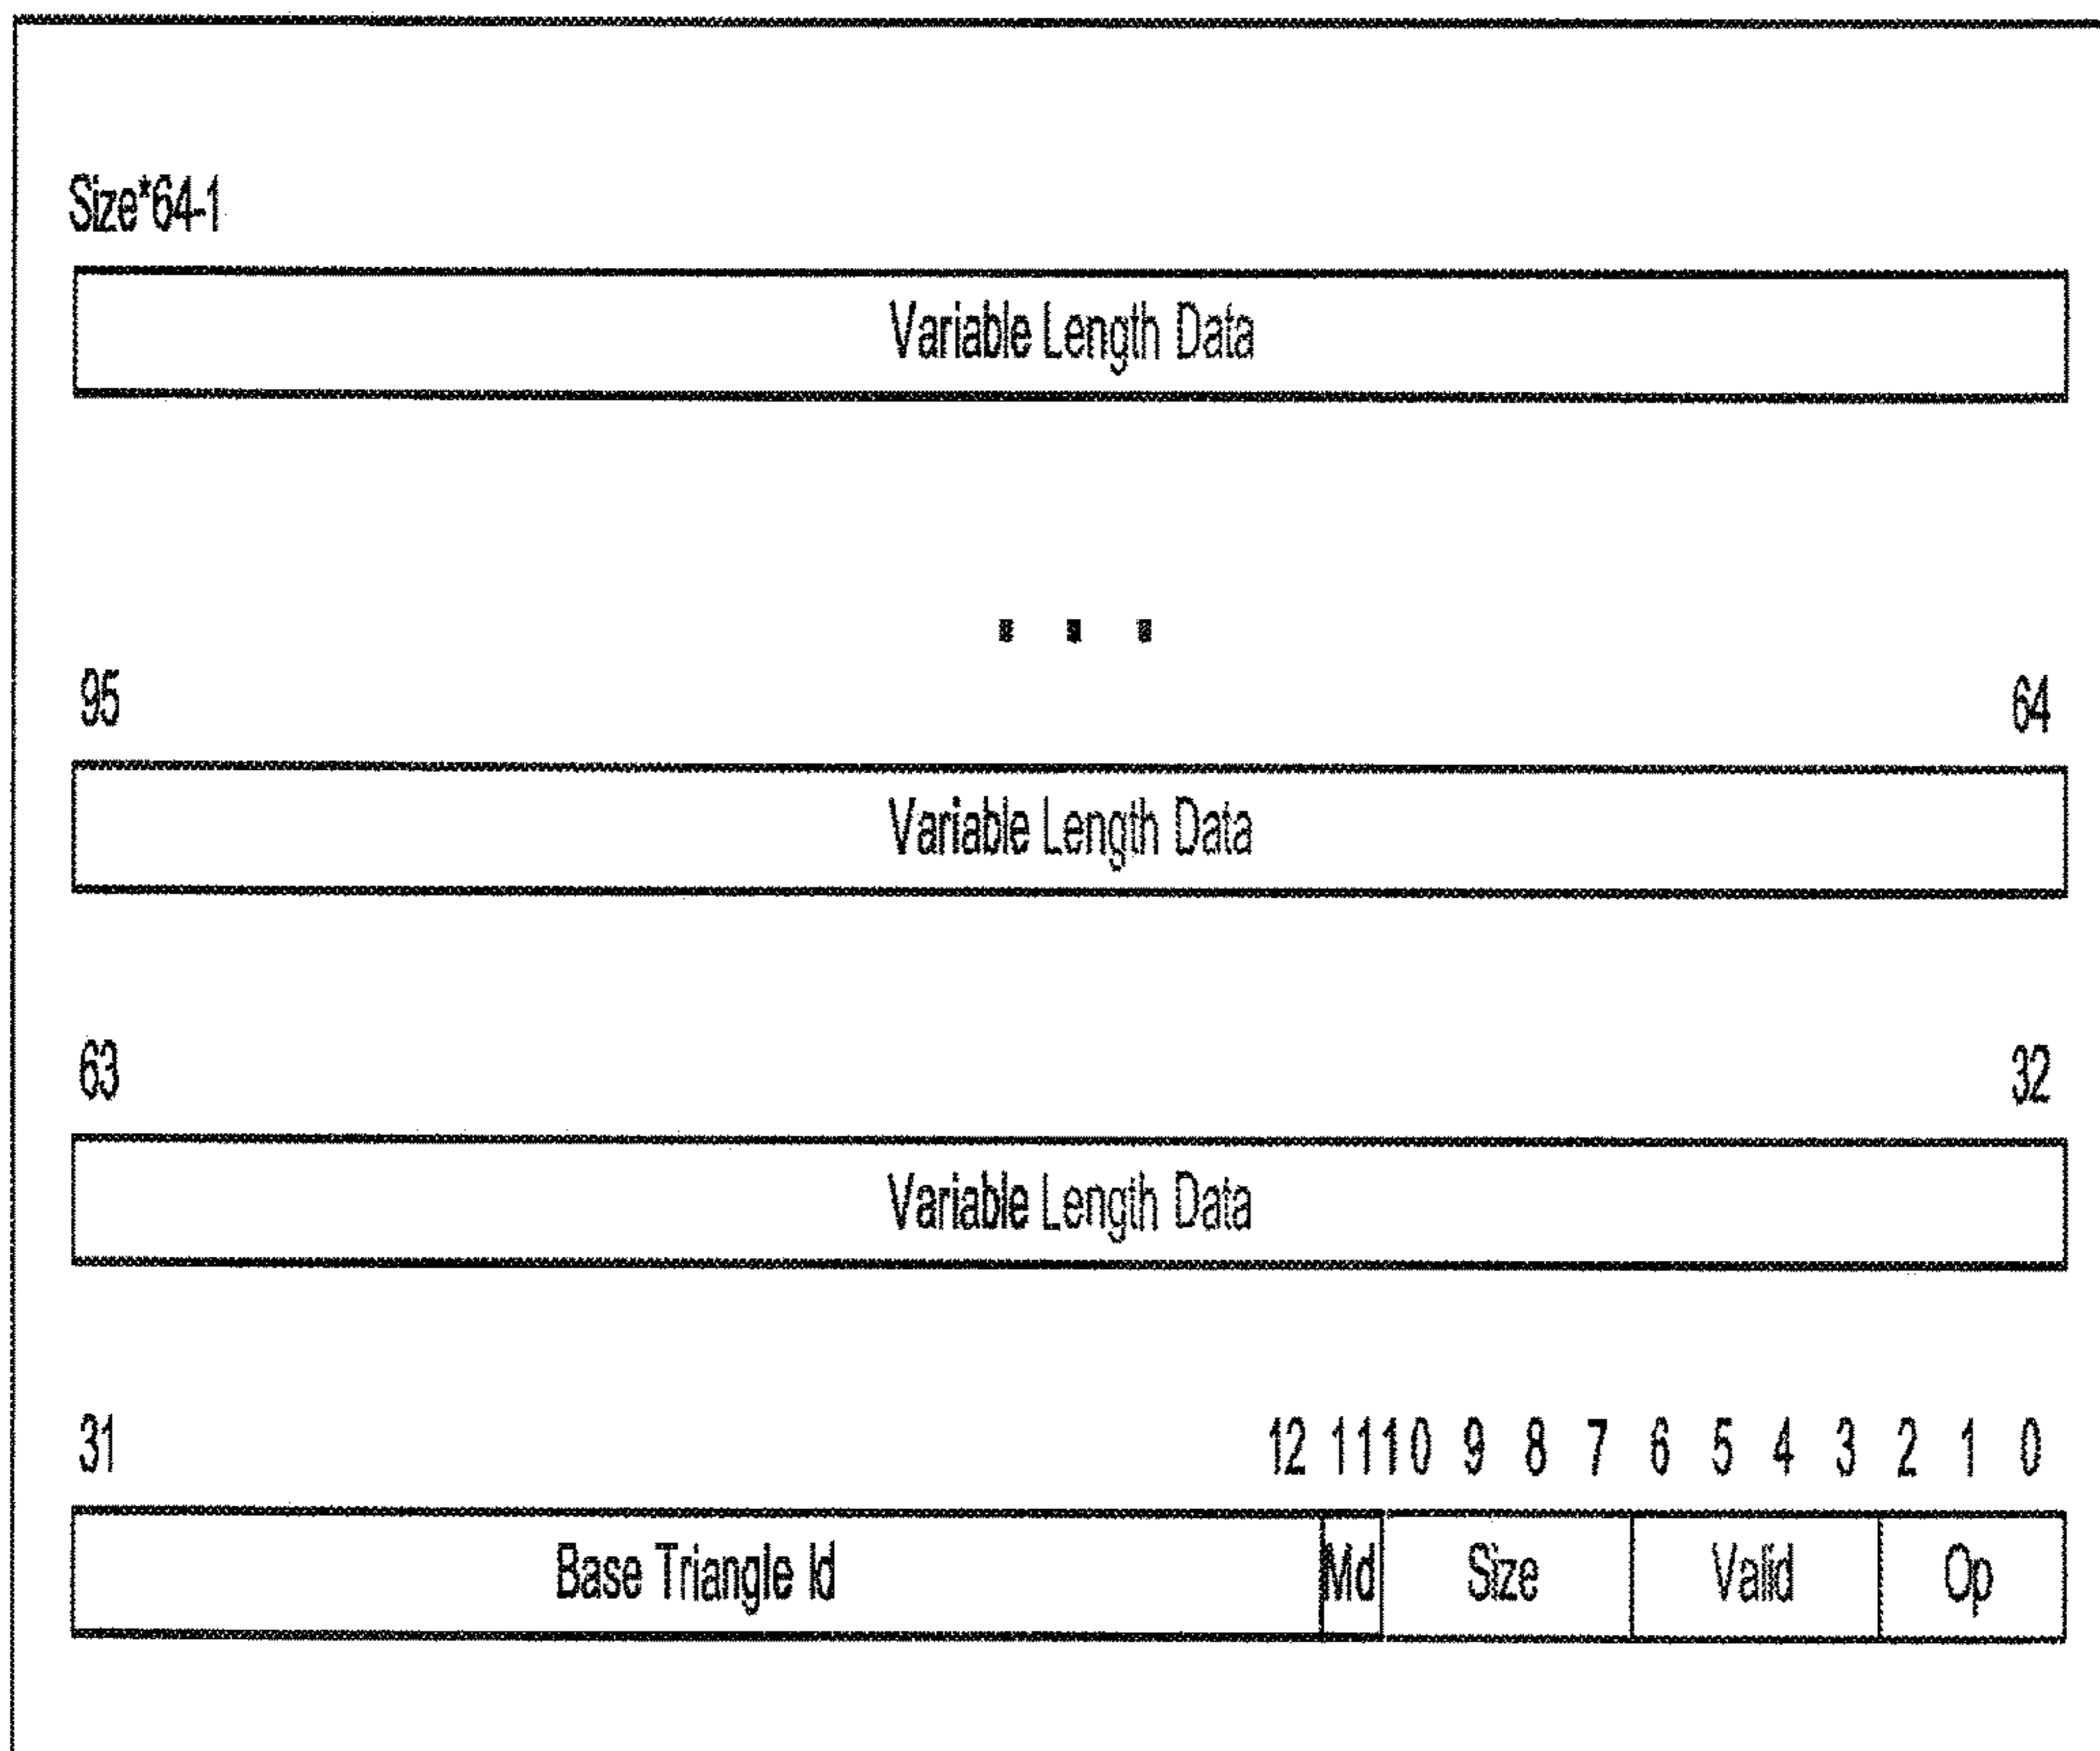 Size*64-1
Variable Length Data
. . .
95 64
Variable Length Data
63 32
Variable Length Data
31 12 11 10 9 8 7 6 5 4 3 2 1 0
Base Triangle Id Md Size Valid Op